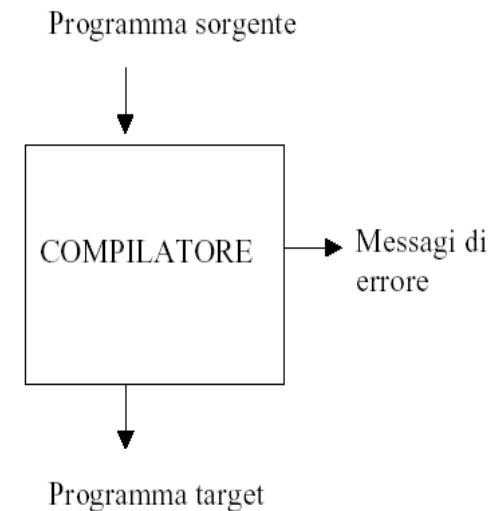 Programma sorgente
COMPILATORE
Messagi di
errore
Programma target